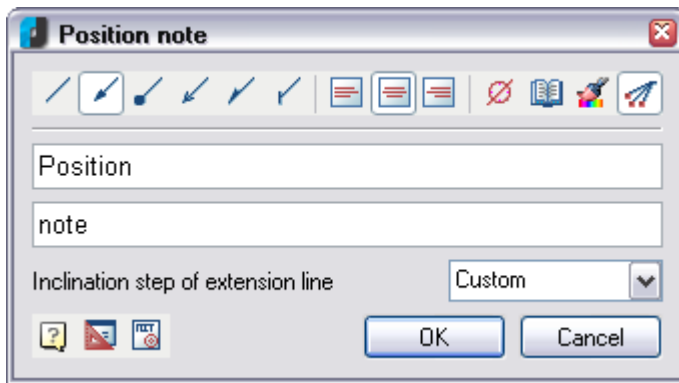 Position note
Position
note
Inclination step of extension line
Custom
OK
Cancel